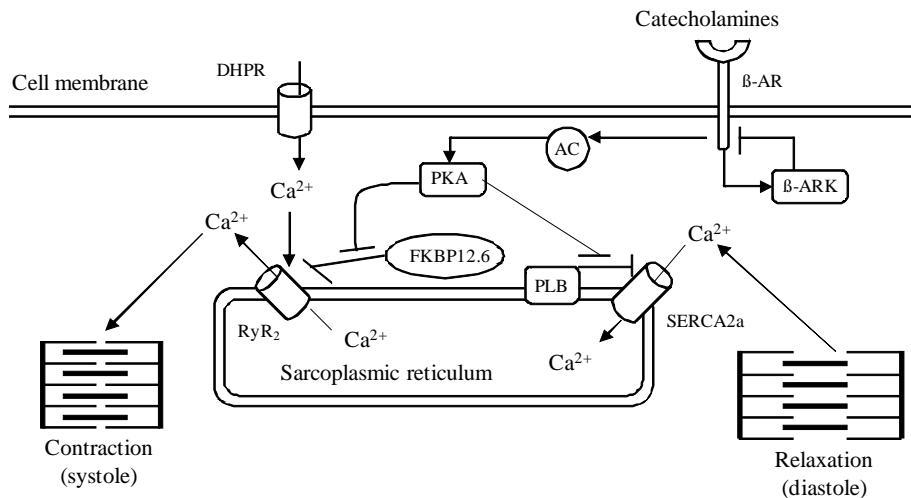 Catecholamines
DHPR
Cell membrane
ß-AR
AC
PKA
ß-ARK
Ca²⁺
Ca²⁺
Ca²⁺
FKBP12.6
PLB
RyR₂
Ca²⁺
Ca²⁺
SERCA2a
Sarcoplasmic reticulum
Contraction
(systole)
Relaxation
(diastole)